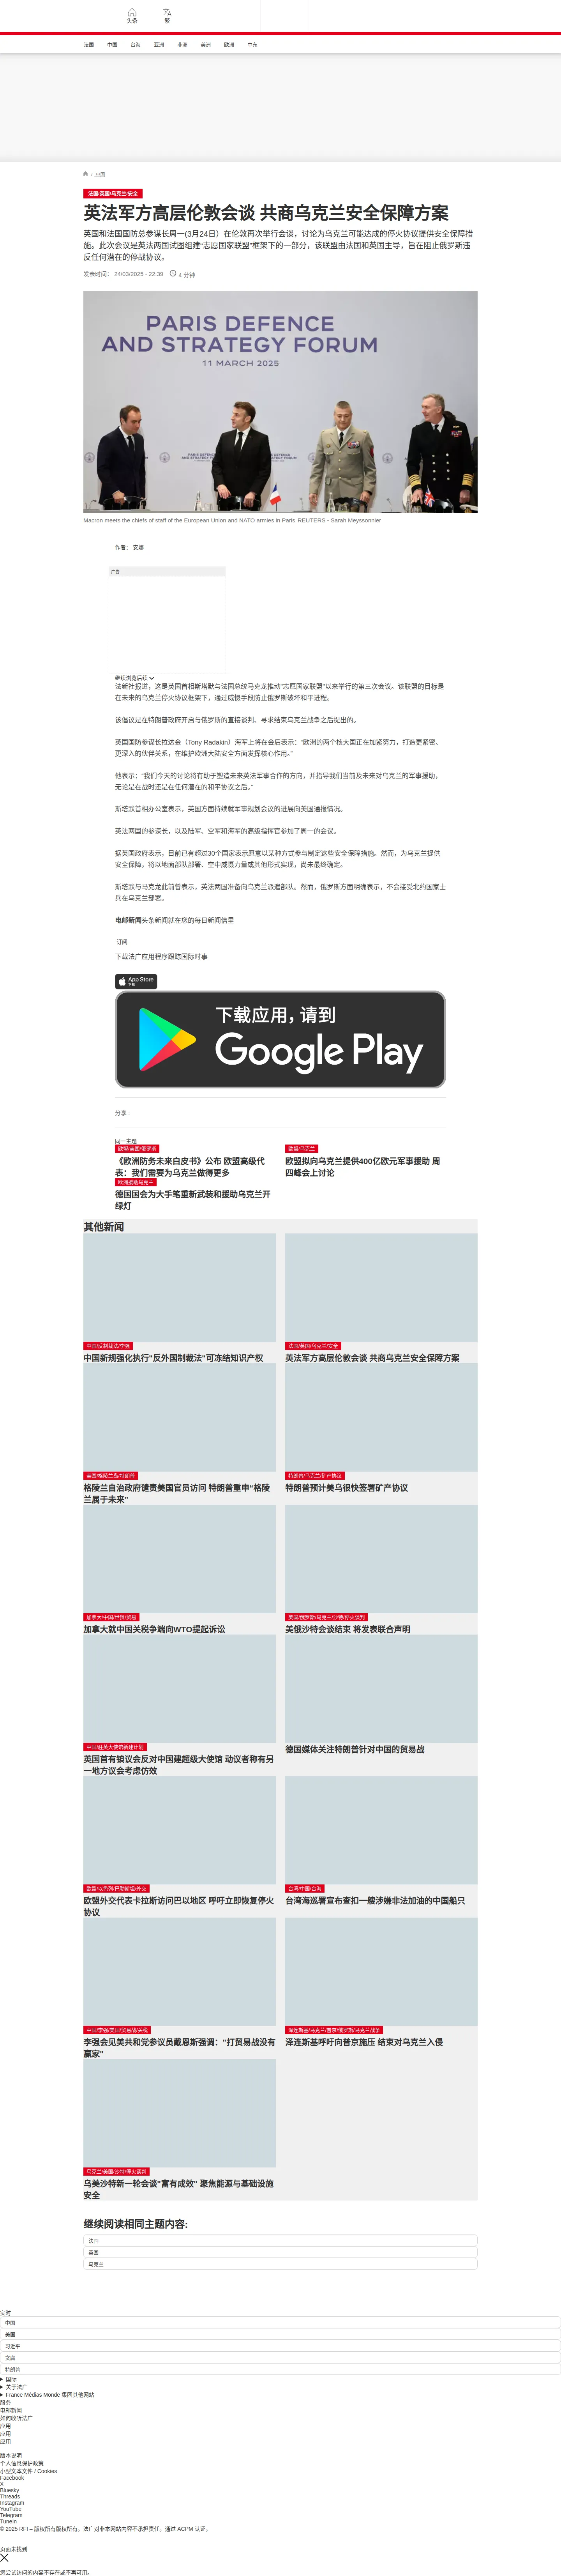 头条
繁
法国
中国
台海
亚洲
非洲
美洲
欧洲
中东
/ 中国
法国/英国/乌克兰/安全
英法军方高层伦敦会谈 共商乌克兰安全保障方案
英国和法国国防总参谋长周一(3月24日）在伦敦再次举行会谈，讨论为乌克兰可能达成的停火协议提供安全保障措
施。此次会议是英法两国试图组建“志愿国家联盟”框架下的一部分，该联盟由法国和英国主导，旨在阻止俄罗斯违
反任何潜在的停战协议。
发表时间： 24/03/2025 - 22:39
4 分钟
PARIS DEFENCE
AND STRATEGY FORUM
11 MARCH 2025
Macron meets the chiefs of staff of the European Union and NATO armies in Paris REUTERS - Sarah Meyssonnier
作者： 安娜
广告
继续浏览后续
法新社报道，这是英国首相斯塔默与法国总统马克龙推动“志愿国家联盟”以来举行的第三次会议。该联盟的目标是
在未来的乌克兰停火协议框架下，通过威慑手段防止俄罗斯破坏和平进程。
该倡议是在特朗普政府开启与俄罗斯的直接谈判、寻求结束乌克兰战争之后提出的。
英国国防参谋长拉达金（Tony Radakin）海军上将在会后表示：“欧洲的两个核大国正在加紧努力，打造更紧密、
更深入的伙伴关系，在维护欧洲大陆安全方面发挥核心作用。”
他表示：“我们今天的讨论将有助于塑造未来英法军事合作的方向，并指导我们当前及未来对乌克兰的军事援助，
无论是在战时还是在任何潜在的和平协议之后。”
斯塔默首相办公室表示，英国方面持续就军事规划会议的进展向美国通报情况。
英法两国的参谋长，以及陆军、空军和海军的高级指挥官参加了周一的会议。
据英国政府表示，目前已有超过30个国家表示愿意以某种方式参与制定这些安全保障措施。然而，为乌克兰提供
安全保障，将以地面部队部署、空中威慑力量或其他形式实现，尚未最终确定。
斯塔默与马克龙此前曾表示，英法两国准备向乌克兰派遣部队。然而，俄罗斯方面明确表示，不会接受北约国家士
兵在乌克兰部署。
电邮新闻头条新闻就在您的每日新闻信里
订阅
下载法广应用程序跟踪国际时事
App Store
下载
下载应用，请到
Google Play
分享 :
同一主题
欧盟/美国/俄罗斯
《欧洲防务未来白皮书》公布 欧盟高级代
表：我们需要为乌克兰做得更多
欧盟/乌克兰
欧盟拟向乌克兰提供400亿欧元军事援助 周
四峰会上讨论
欧洲援助乌克兰
德国国会为大手笔重新武装和援助乌克兰开
绿灯
其他新闻
中国/反制裁法/李强
中国新规强化执行"反外国制裁法"可冻结知识产权
法国/英国/乌克兰/安全
英法军方高层伦敦会谈 共商乌克兰安全保障方案
美国/格陵兰岛/特朗普
格陵兰自治政府谴责美国官员访问 特朗普重申"格陵
兰属于未来"
特朗普/乌克兰/矿产协议
特朗普预计美乌很快签署矿产协议
加拿大/中国/世贸/贸易
加拿大就中国关税争端向WTO提起诉讼
美国/俄罗斯/乌克兰/沙特/停火谈判
美俄沙特会谈结束 将发表联合声明
中国/驻英大使馆新建计划
英国首有镇议会反对中国建超级大使馆 动议者称有另
一地方议会考虑仿效
德国媒体关注特朗普针对中国的贸易战
欧盟/以色列/巴勒斯坦/外交
欧盟外交代表卡拉斯访问巴以地区 呼吁立即恢复停火
协议
台湾/中国/台海
台湾海巡署宣布查扣一艘涉嫌非法加油的中国船只
中国/李强/美国/贸易战/关税
李强会见美共和党参议员戴恩斯强调："打贸易战没有
赢家"
泽连斯基/乌克兰/普京/俄罗斯/乌克兰战争
泽连斯基呼吁向普京施压 结束对乌克兰入侵
乌克兰/美国/沙特/停火谈判
乌美沙特新一轮会谈"富有成效" 聚焦能源与基础设施
安全
继续阅读相同主题内容:
法国
英国
乌克兰
实时
中国
美国
习近平
贪腐
特朗普
国际
关于法广
France Médias Monde 集团其他网站
服务
电邮新闻
如何收听法广
应用
应用
应用
版本说明
个人信息保护政策
小型文本文件 / Cookies
Facebook
X
Bluesky
Threads
Instagram
YouTube
Telegram
TuneIn
© 2025 RFI – 版权所有版权所有。法广对非本网站内容不承担责任。通过 ACPM 认证。
页面未找到
您尝试访问的内容不存在或不再可用。